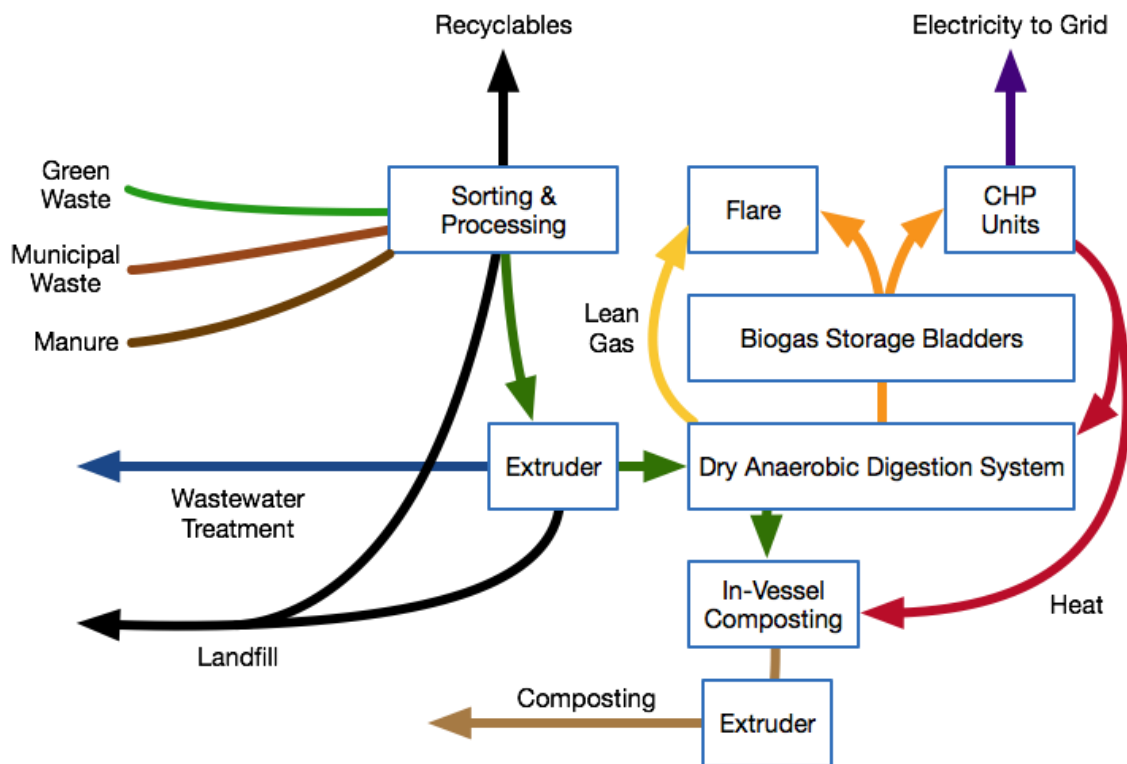 Recyclables
Electricity to Grid
Green
Waste
Sorting &
Processing
Flare
CHP
Units
Municipal
Waste
Manure
Lean
Gas
Biogas Storage Bladders
Extruder
Dry Anaerobic Digestion System
Wastewater
Treatment
In-Vessel
Composting
Heat
Landfill
Composting
Extruder